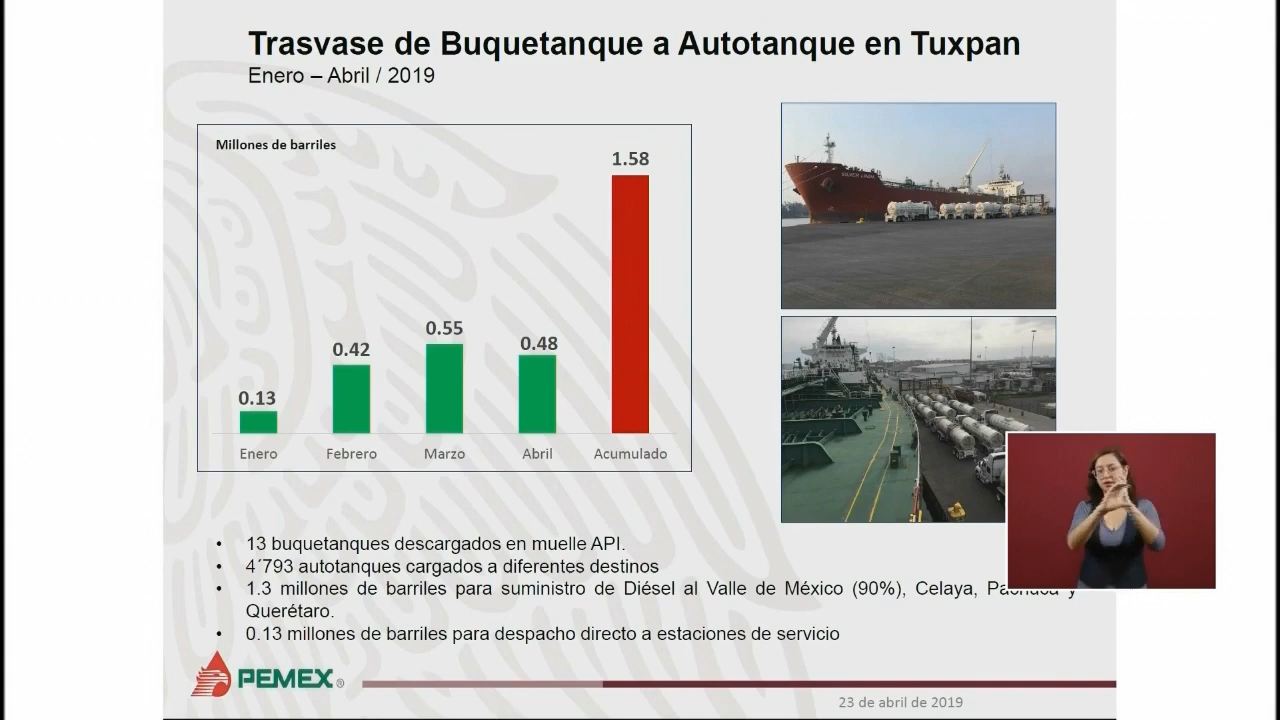 Trasvase de Buquetanque a Autotanque en Tuxpan
Enero – Abril / 2019
Millones de barriles
1.58
0.55
0.48
0.42
0.13
Enero
Febrero
Marzo
Abril
Acumulado
• 13 buquetanques descargados en muelle API.
• 4´793 autotanques cargados a diferentes destinos
• 1.3 millones de barriles para suministro de Diésel al Valle de México (90%), Celaya, Pachuca y
Querétaro.
• 0.13 millones de barriles para despacho directo a estaciones de servicio
PEMEX®
23 de abril de 2019